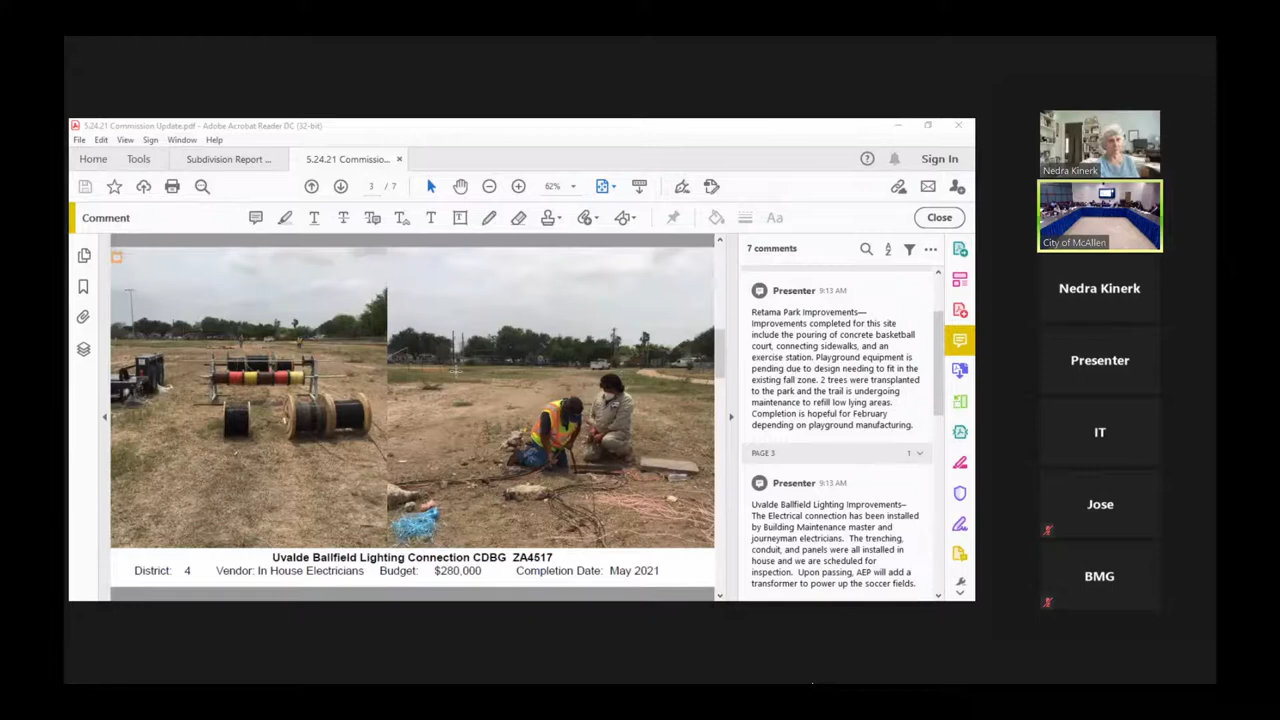 5.24.21 Commission Update.pdf - Adobe Acrobat Reader DC (32-bit)
File Edit View Sign Window Help
Home Tools Subdivision Report ... 5.24.21 Commissio... × Sign In
3 / 7 62%
Comment Close
7 comments
Presenter 9:13 AM
Retama Park Improvements—
Improvements completed for this site
include the pouring of concrete basketball
court, connecting sidewalks, and an
exercise station. Playground equipment is
pending due to design needing to fit in the
existing fall zone. 2 trees were transplanted
to the park and the trail is undergoing
maintenance to refill low lying areas.
Completion is hopeful for February
depending on playground manufacturing.
PAGE 3 1
Presenter 9:13 AM
Uvalde Ballfield Lighting Improvements–
The Electrical connection has been installed
by Building Maintenance master and
journeyman electricians. The trenching,
conduit, and panels were all installed in
house and we are scheduled for
inspection. Upon passing, AEP will add a
transformer to power up the soccer fields.
Uvalde Ballfield Lighting Connection CDBG ZA4517
District: 4 Vendor: In House Electricians Budget: $280,000 Completion Date: May 2021
Nedra Kinerk
City of McAllen
Nedra Kinerk
Presenter
IT
Jose
BMG